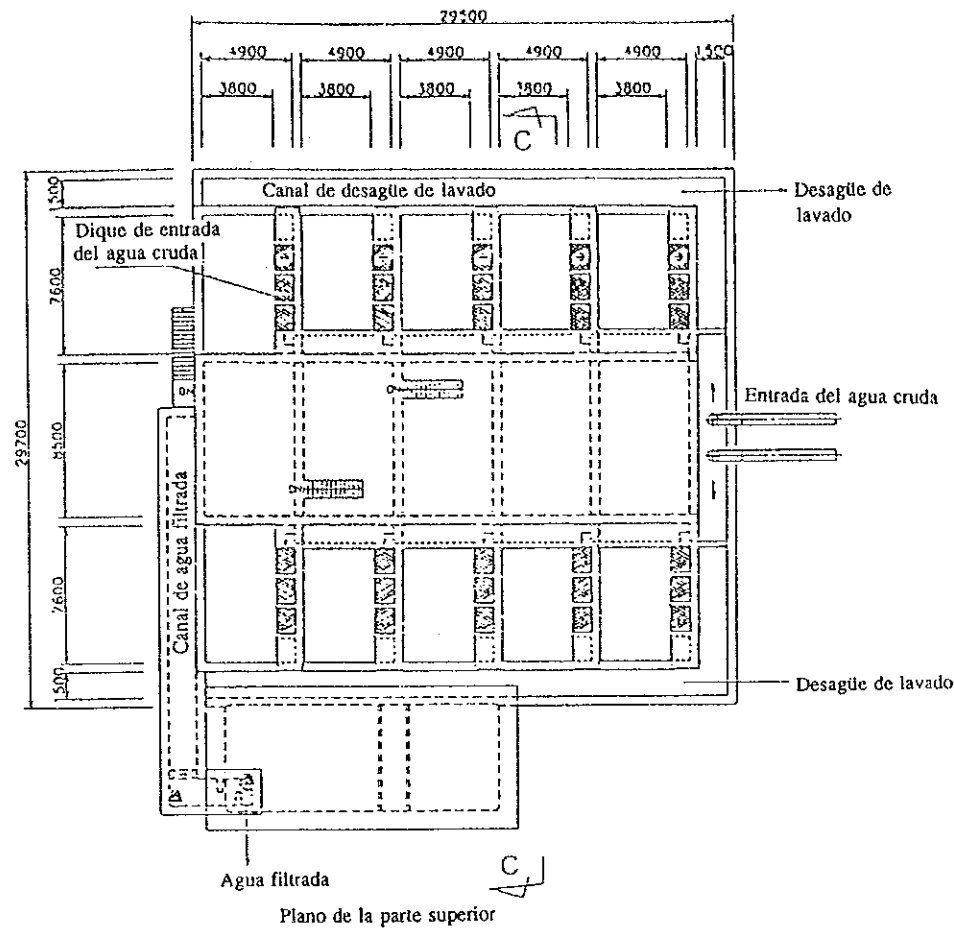 29500
4900 4900 4900 4900 4900 1500
3800 3800 3800 3800 3800
C
1500
Canal de desagüe de lavado
Desagüe de
lavado
Dique de entrada
del agua cruda
7600
Entrada del agua cruda
29700
8500
Canal de agua filtrada
7600
1500
Desagüe de lavado
Agua filtrada
C
Plano de la parte superior